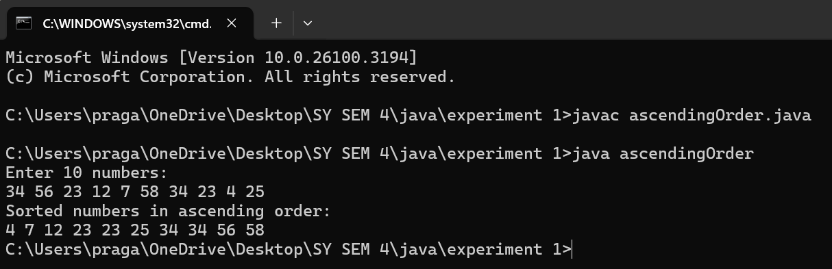 C:\WINDOWS\system32\cmd.
Microsoft Windows [Version 10.0.26100.3194]
(c) Microsoft Corporation. All rights reserved.
C:\Users\praga\OneDrive\Desktop\SY SEM 4\java\experiment 1>javac ascendingOrder.java
C:\Users\praga\OneDrive\Desktop\SY SEM 4\java\experiment 1>java ascendingOrder
Enter 10 numbers:
34 56 23 12 7 58 34 23 4 25
Sorted numbers in ascending order:
4 7 12 23 23 25 34 34 56 58
C:\Users\praga\OneDrive\Desktop\SY SEM 4\java\experiment 1>